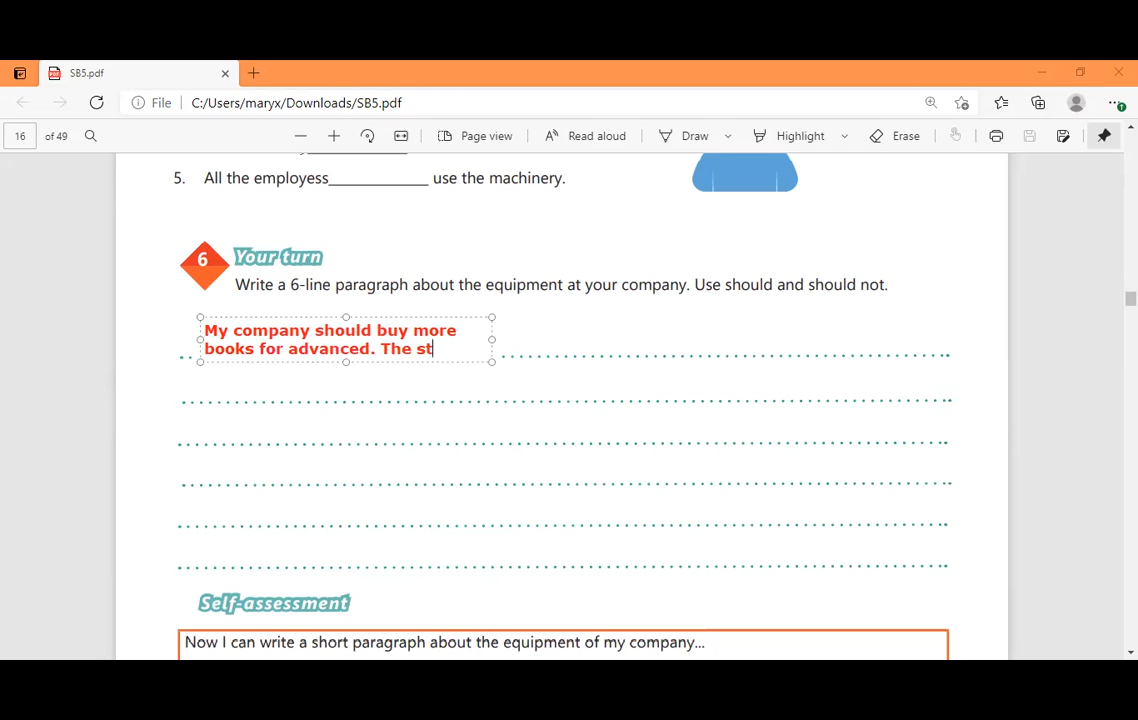 SB5.pdf
File C:/Users/maryx/Downloads/SB5.pdf
16 of 49 Page view Read aloud Draw Highlight Erase
5. All the employess____________ use the machinery.
6 Your turn
Write a 6-line paragraph about the equipment at your company. Use should and should not.
My company should buy more
books for advanced. The st
Self-assessment
Now I can write a short paragraph about the equipment of my company...